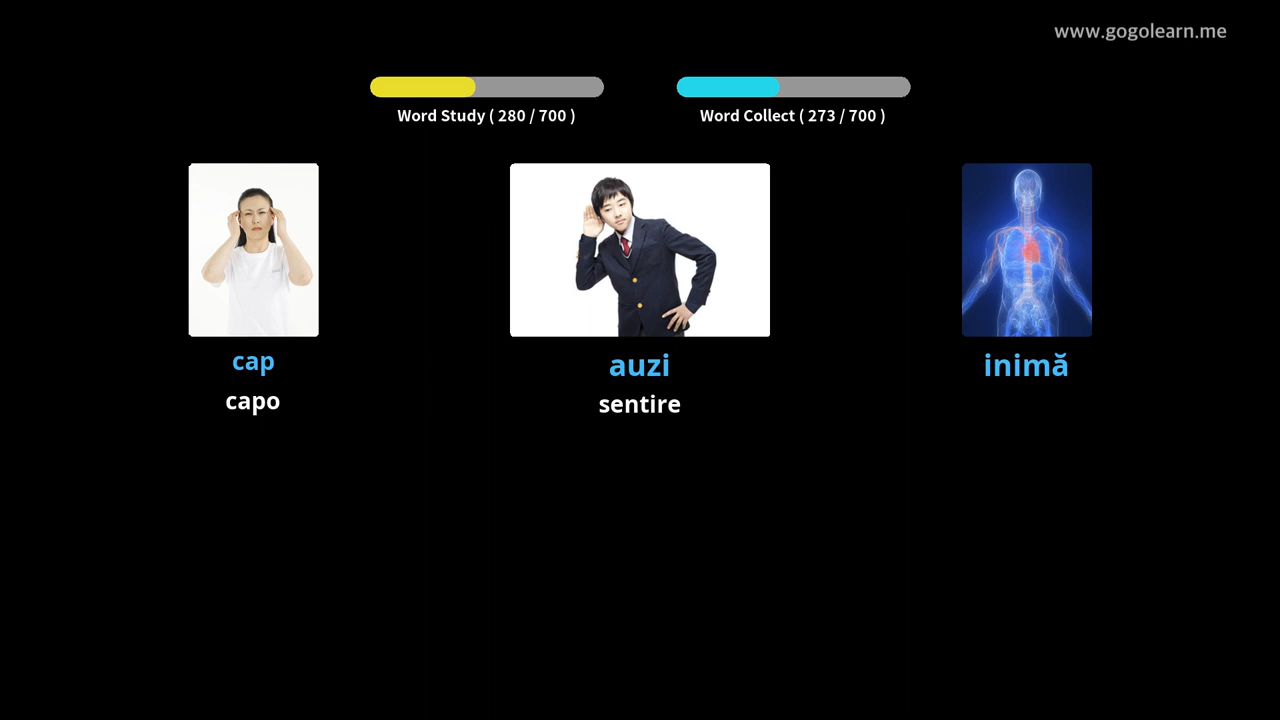 www.gogolearn.me
Word Study ( 280 / 700 )
Word Collect ( 273 / 700 )
cap
capo
auzi
sentire
inimă